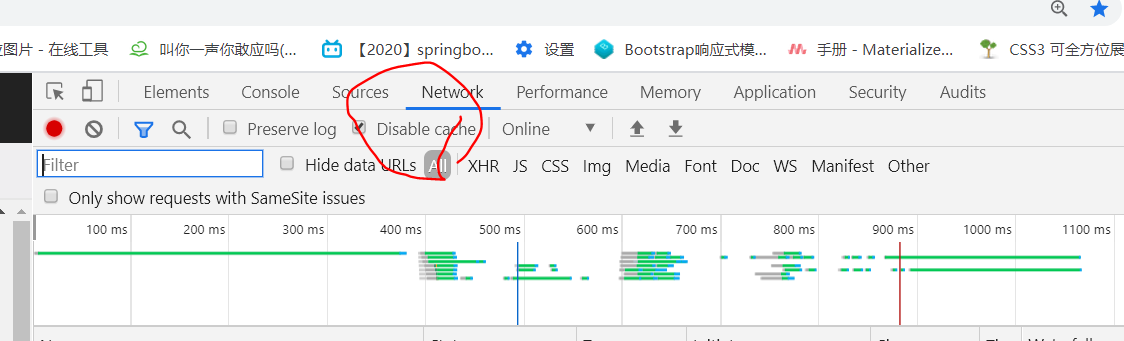 位图片 - 在线工具 叫你一声你敢应吗(... 【2020】springbo... 设置 Bootstrap响应式模... 手册 - Materialize... CSS3 可全方位展
Elements Console Sources Network Performance Memory Application Security Audits
Preserve log Disable cache Online
Filter Hide data URLs All XHR JS CSS Img Media Font Doc WS Manifest Other
Only show requests with SameSite issues
100 ms 200 ms 300 ms 400 ms 500 ms 600 ms 700 ms 800 ms 900 ms 1000 ms 1100 ms